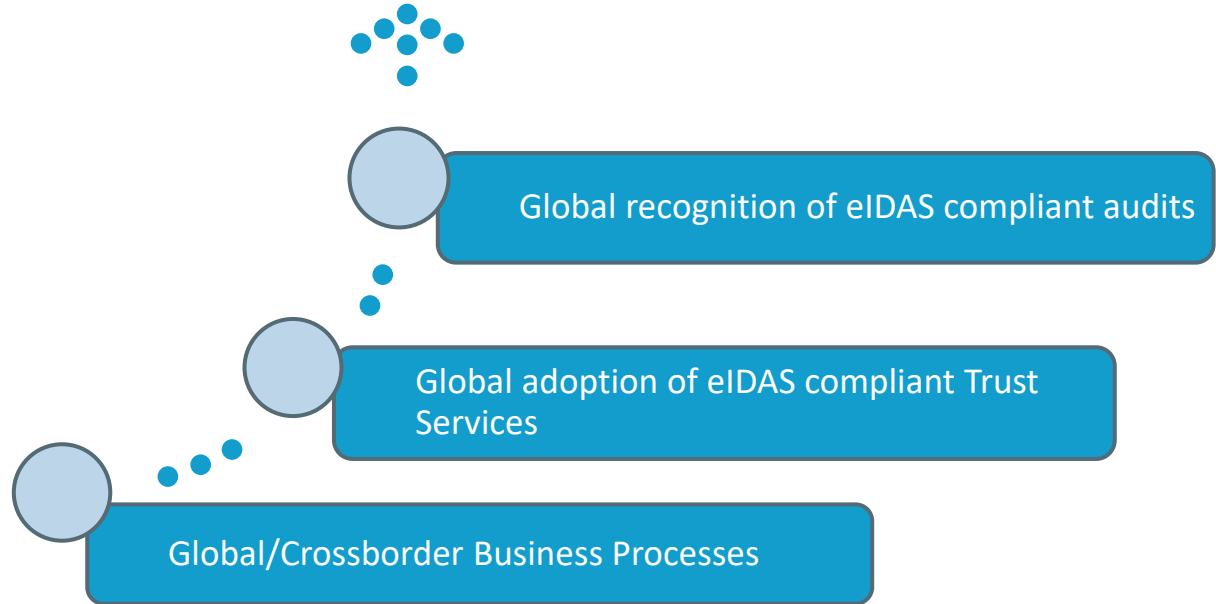 Global recognition of eIDAS compliant audits
Global adoption of eIDAS compliant Trust
Services
Global/Crossborder Business Processes